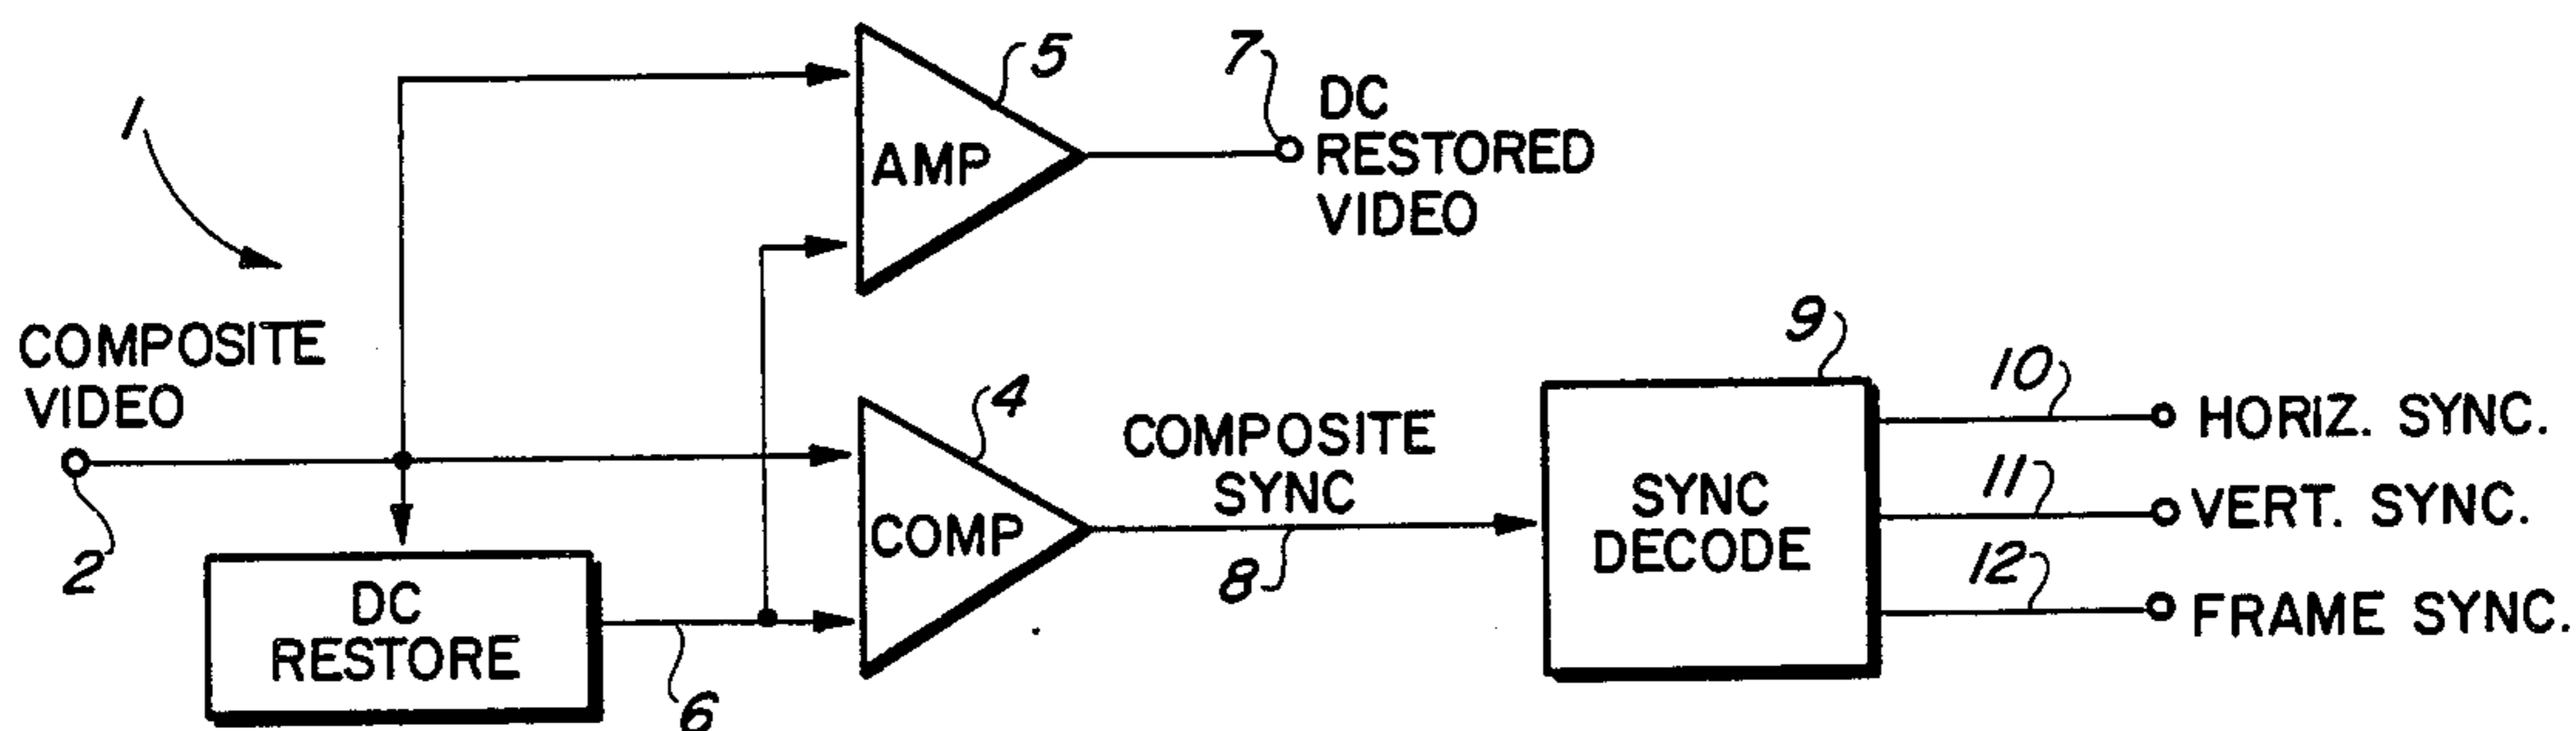 1
COMPOSITE
VIDEO
2
DC
RESTORE
6
AMP
5
7
DC
RESTORED
VIDEO
COMP
4
COMPOSITE
SYNC
8
9
SYNC
DECODE
10
HORIZ. SYNC.
11
VERT. SYNC.
12
FRAME SYNC.